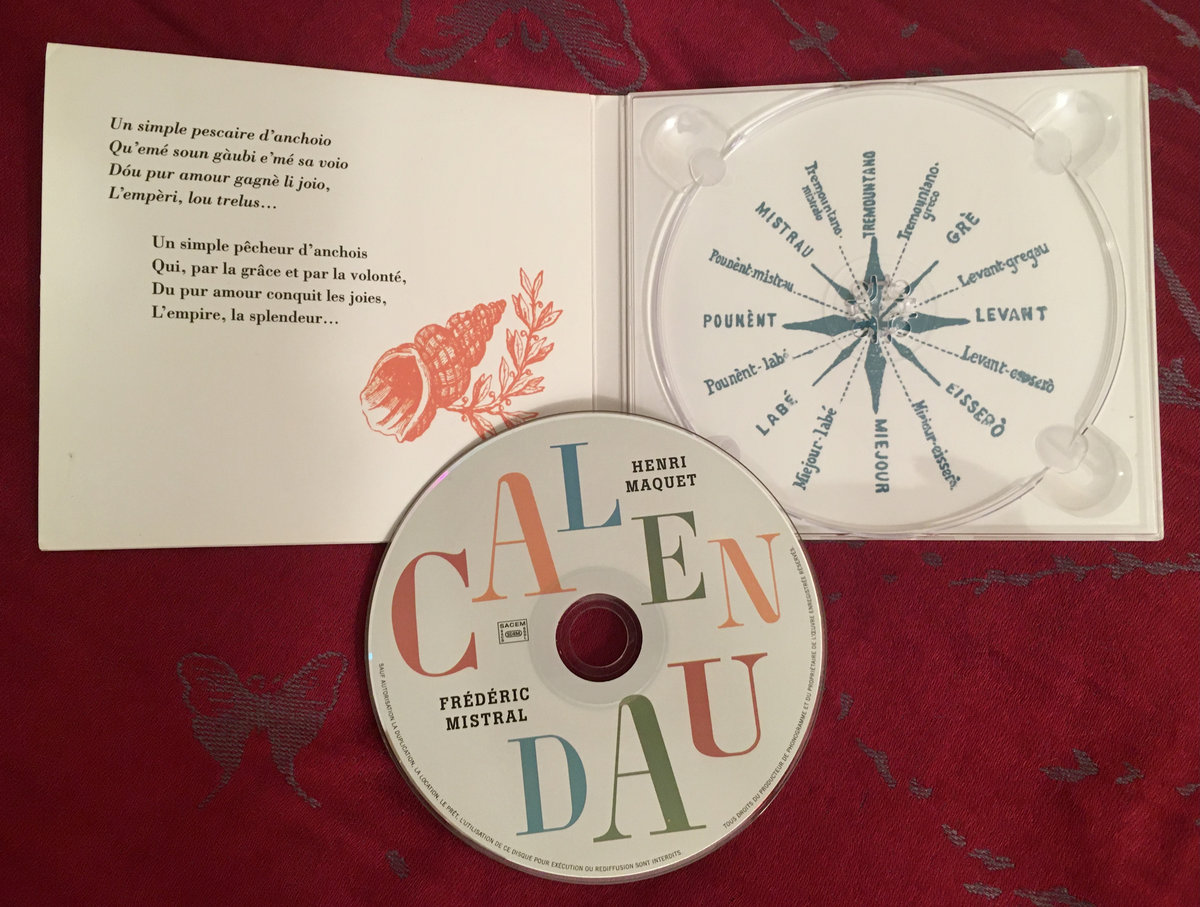 Un simple pescaire d’anchoio
Qu’emé soun gàubi e’mé sa voio
Dóu pur amour gagnè li joio,
L’empèri, lou trelus…
Un simple pêcheur d’anchois
Qui, par la grâce et par la volonté,
Du pur amour conquit les joies,
L’empire, la splendeur…
TREMOUNTANO
Tremountano-
grèco
GRÈ
Levant-gregau
LEVANT
EISSERÒ
Miejour-eisserò
MIEJOUR
Miejour-labé
LABÉ
Pounènt-labé
POUNÈNT
Pounènt-mistrau
MISTRAU
Tremountano-
mistralo
CALENDAU
HENRI
MAQUET
SACEM
FRÉDÉRIC
MISTRAL
SAUF AUTORISATION LA DUPLICATION, LA LOCATION, LE PRÊT, L’UTILISATION DE CE DISQUE POUR EXÉCUTION OU REDIFFUSION SONT INTERDITS
TOUS DROITS DU PRODUCTEUR DE PHONOGRAMME ET DU PROPRIÉTAIRE DE L’ŒUVRE ENREGISTRÉE RÉSERVÉS